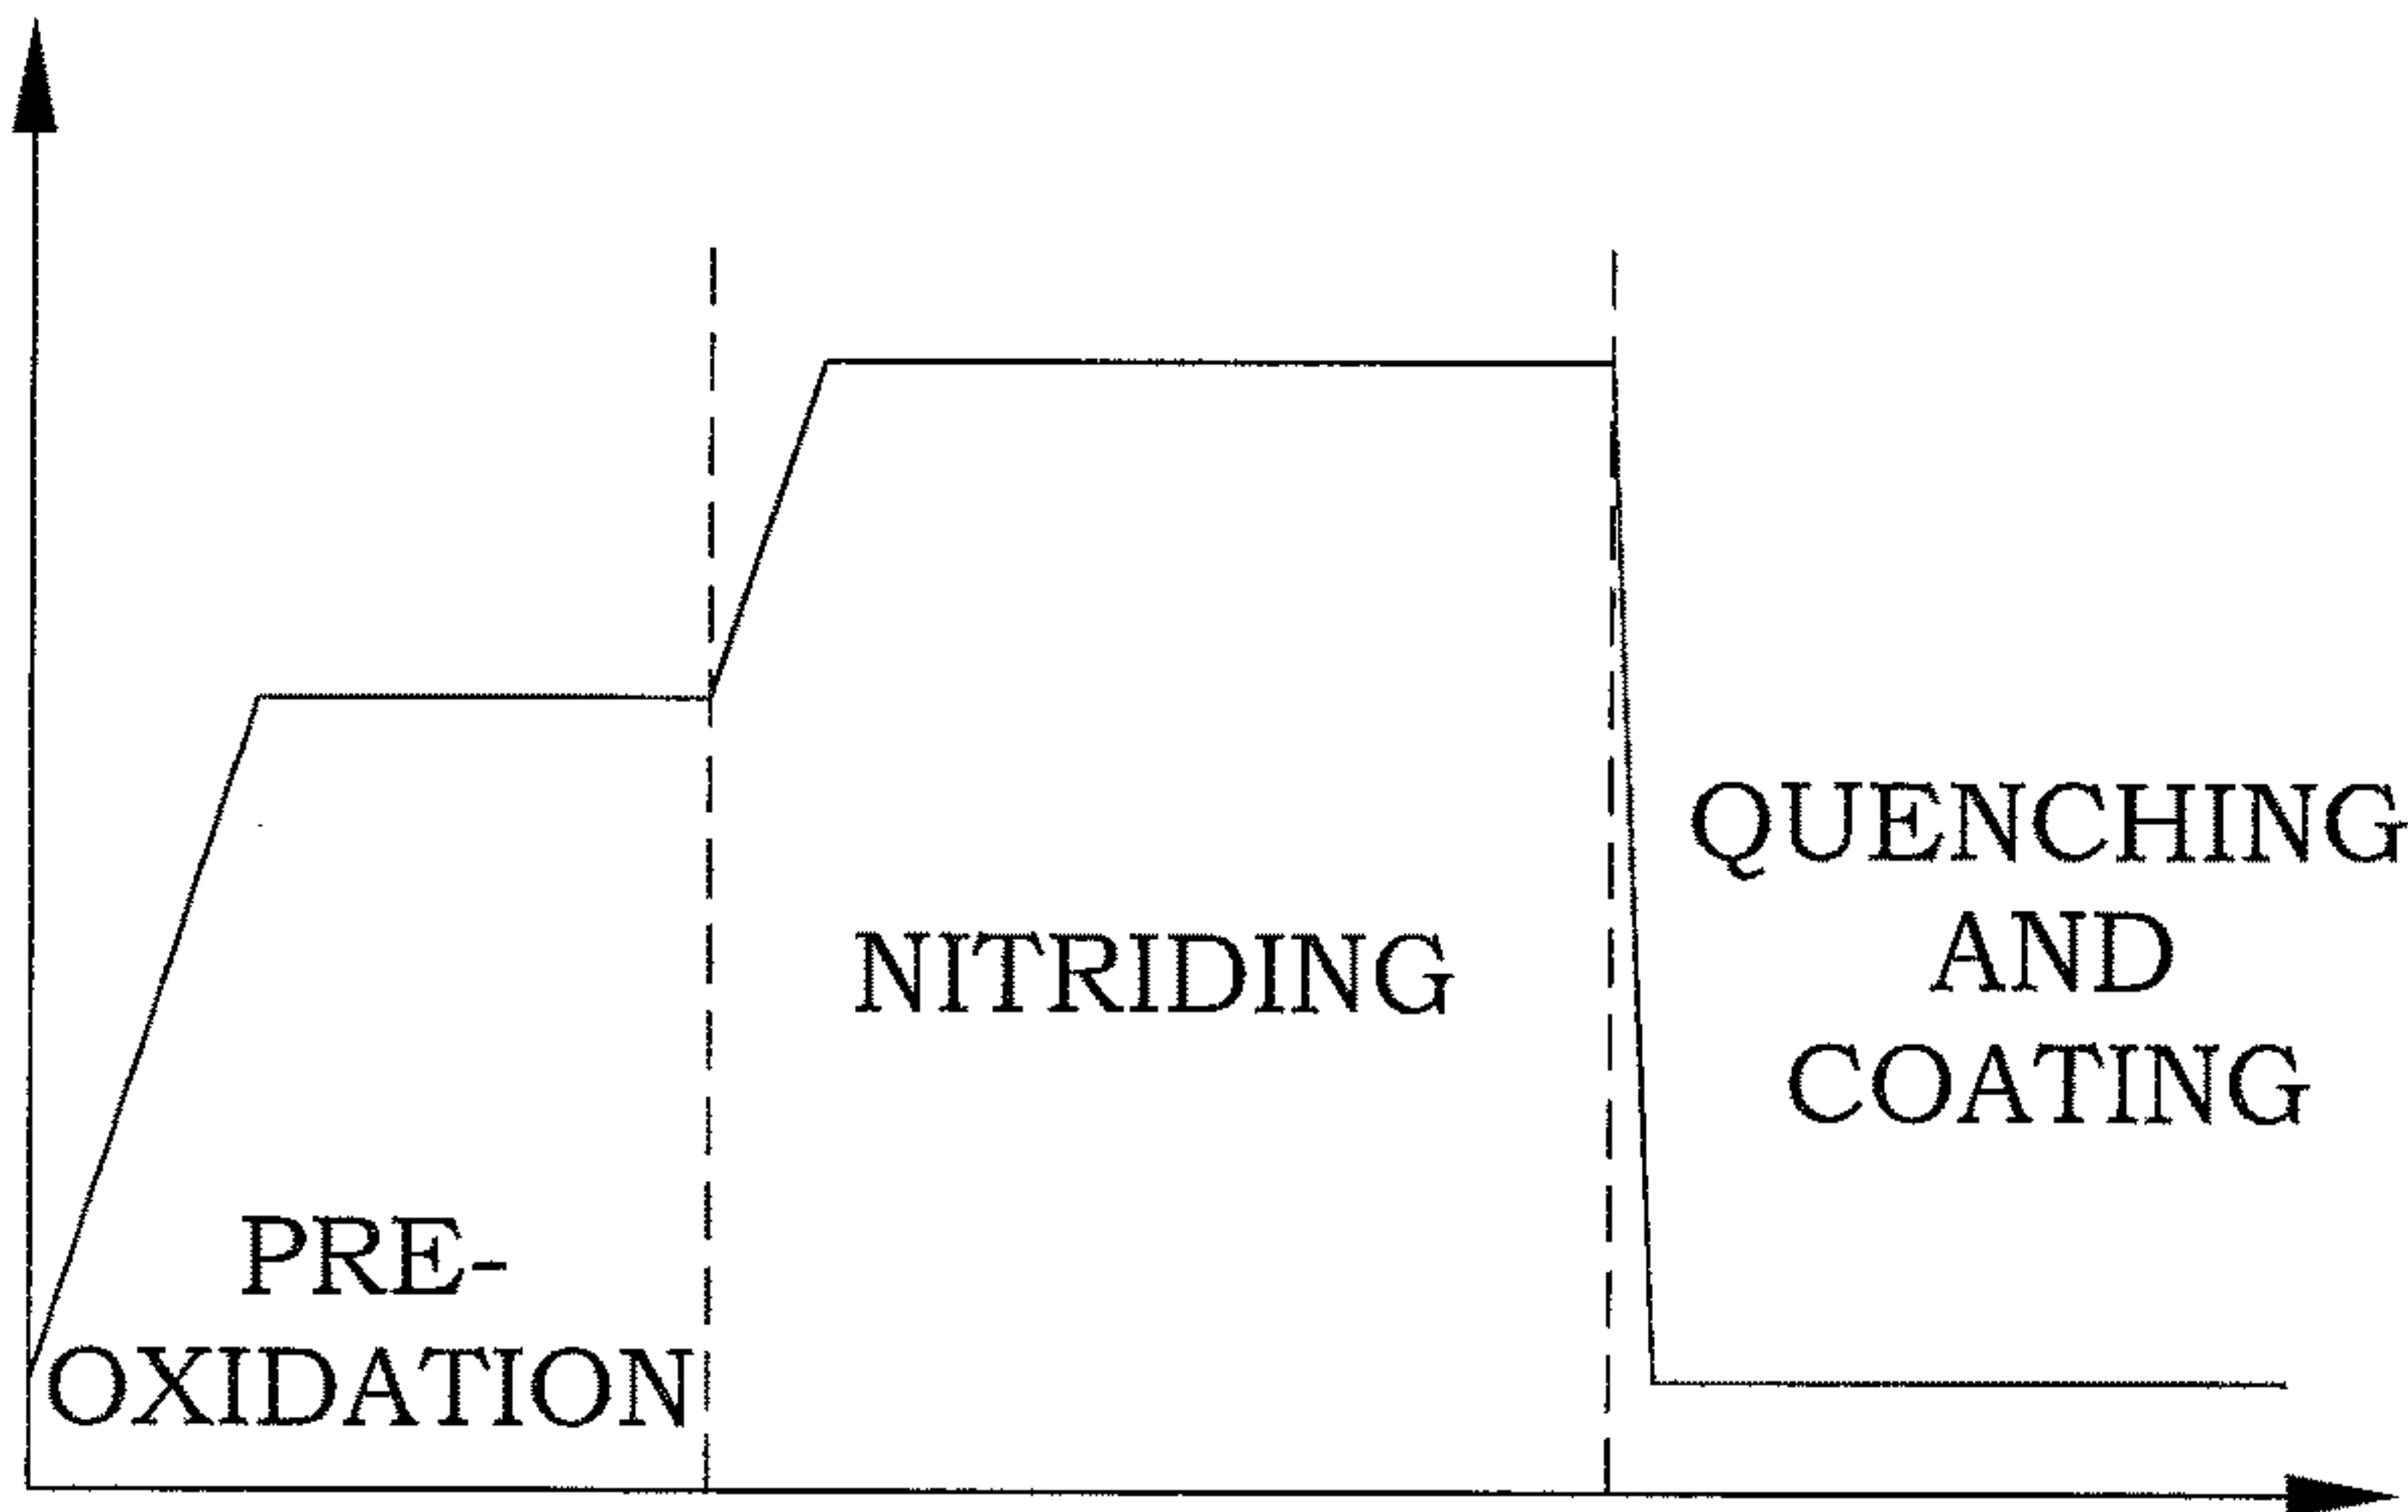 PRE-
OXIDATION
NITRIDING
QUENCHING
AND
COATING